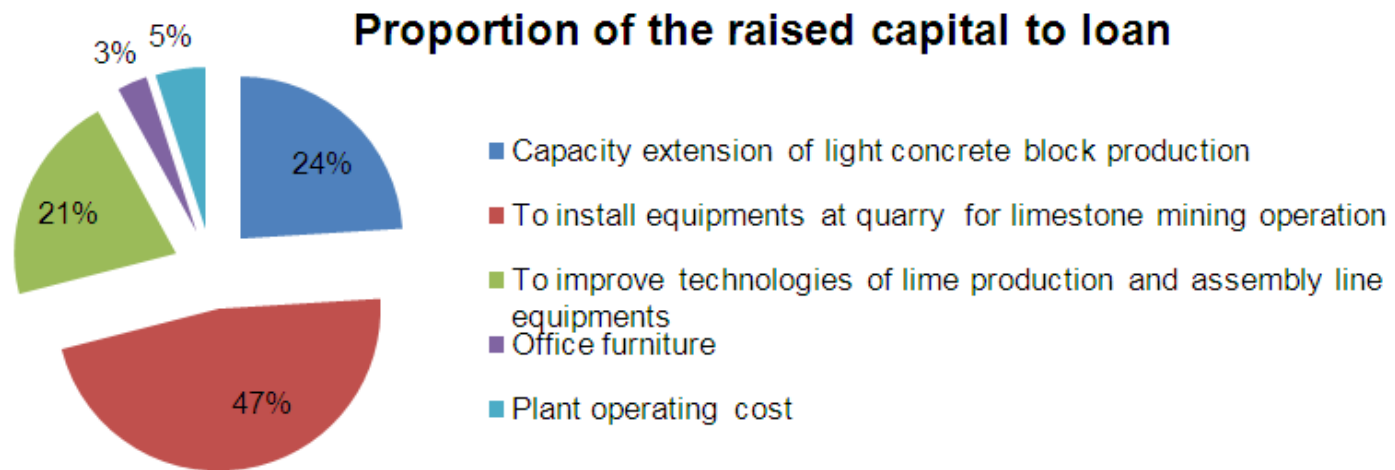 Proportion of the raised capital to loan
5%
3%
24%
21%
47%
Capacity extension of light concrete block production
To install equipments at quarry for limestone mining operation
To improve technologies of lime production and assembly line
equipments
Office furniture
Plant operating cost